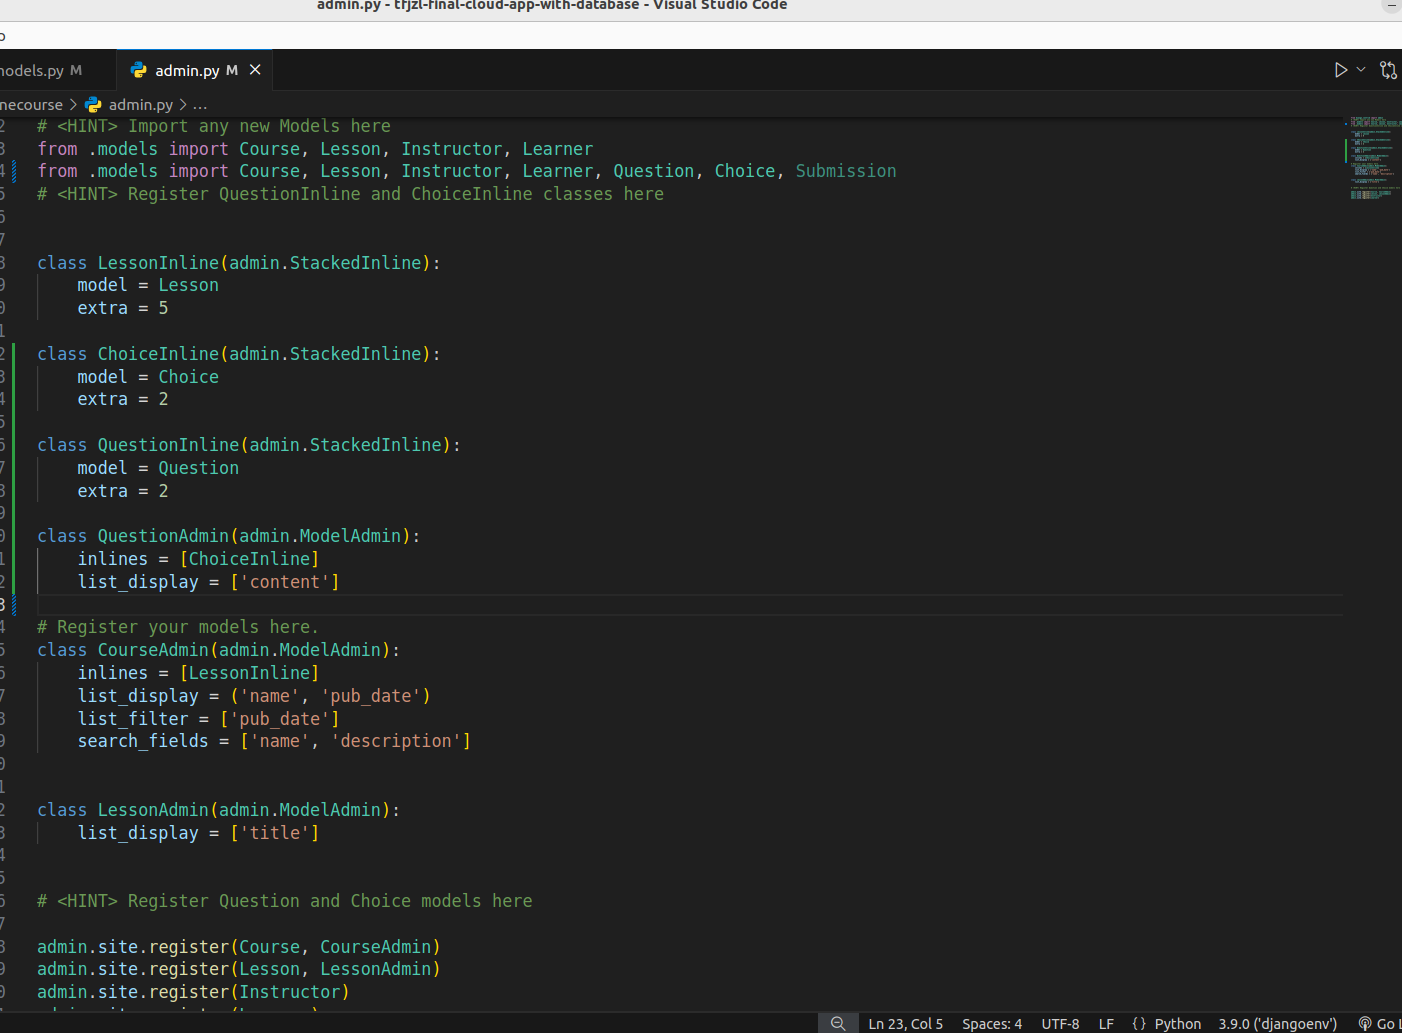 admin.py - tfjzl-final-cloud-app-with-database - Visual Studio Code
models.py M admin.py M
necourse > admin.py > ...
2 # <HINT> Import any new Models here
3 from .models import Course, Lesson, Instructor, Learner
4 from .models import Course, Lesson, Instructor, Learner, Question, Choice, Submission
5 # <HINT> Register QuestionInline and ChoiceInline classes here
6
7
8 class LessonInline(admin.StackedInline):
9     model = Lesson
0     extra = 5
1
2 class ChoiceInline(admin.StackedInline):
3     model = Choice
4     extra = 2
5
6 class QuestionInline(admin.StackedInline):
7     model = Question
8     extra = 2
9
0 class QuestionAdmin(admin.ModelAdmin):
1     inlines = [ChoiceInline]
2     list_display = ['content']
3
4 # Register your models here.
5 class CourseAdmin(admin.ModelAdmin):
6     inlines = [LessonInline]
7     list_display = ('name', 'pub_date')
8     list_filter = ['pub_date']
9     search_fields = ['name', 'description']
0
1
2 class LessonAdmin(admin.ModelAdmin):
3     list_display = ['title']
4
5
6 # <HINT> Register Question and Choice models here
7
8 admin.site.register(Course, CourseAdmin)
9 admin.site.register(Lesson, LessonAdmin)
0 admin.site.register(Instructor)
Ln 23, Col 5 Spaces: 4 UTF-8 LF {} Python 3.9.0 ('djangoenv') Go L